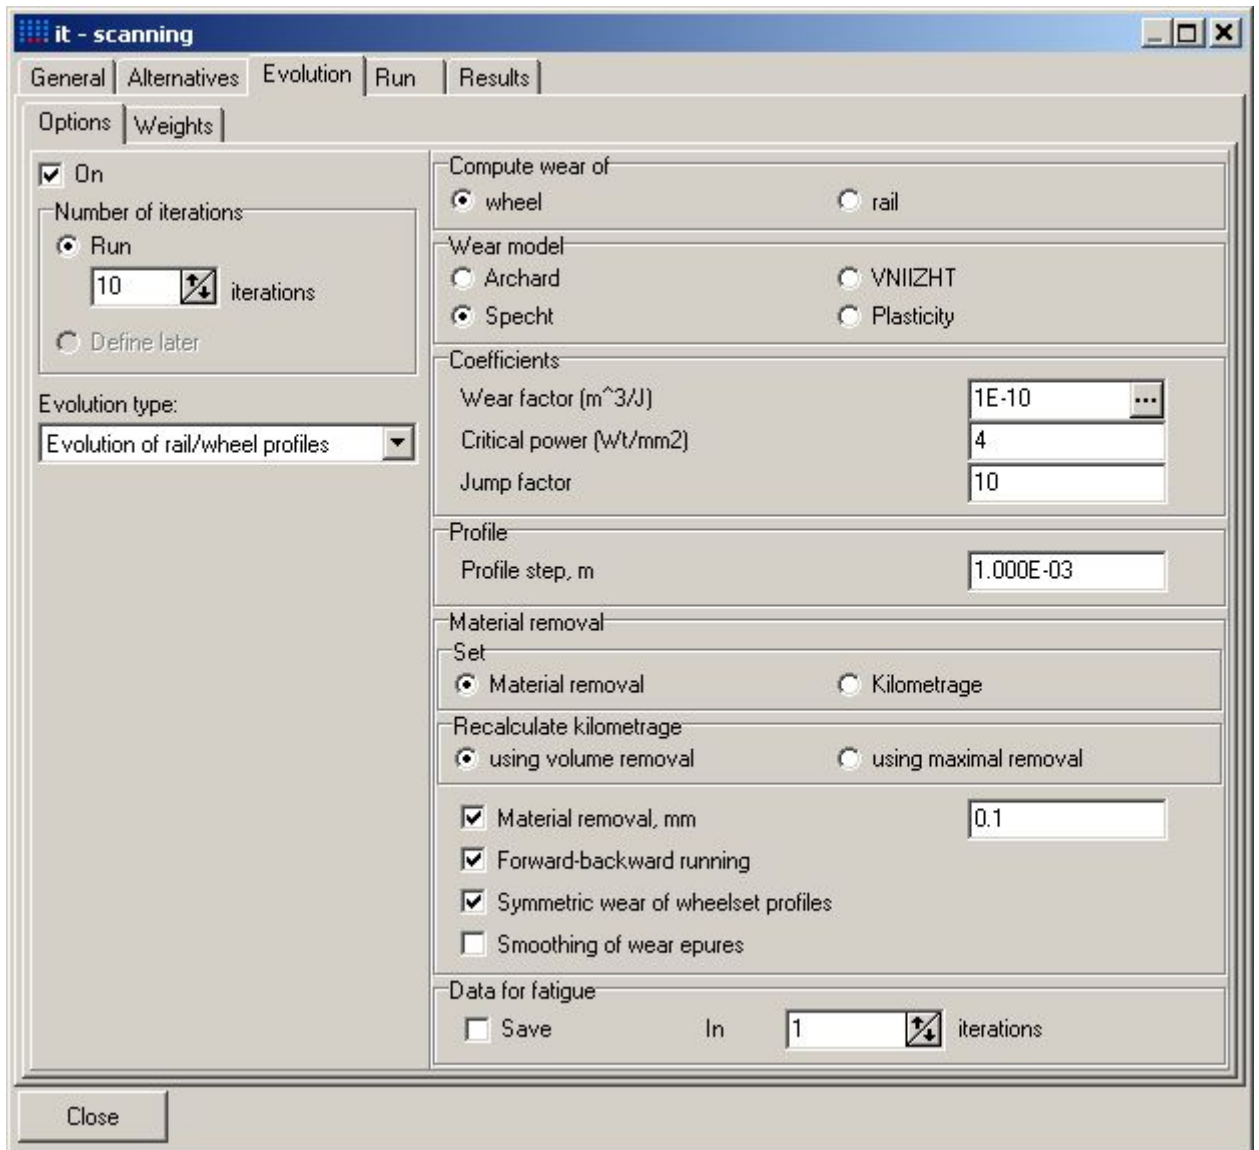 it - scanning
General Alternatives Evolution Run Results
Options Weights
On
Number of iterations
Run
10 iterations
Define later
Evolution type:
Evolution of rail/wheel profiles
Compute wear of
wheel rail
Wear model
Archard VNIIZHT
Specht Plasticity
Coefficients
Wear factor (m^3/J) 1E-10 ...
Critical power (Wt/mm2) 4
Jump factor 10
Profile
Profile step, m 1.000E-03
Material removal
Set
Material removal Kilometrage
Recalculate kilometrage
using volume removal using maximal removal
Material removal, mm 0.1
Forward-backward running
Symmetric wear of wheelset profiles
Smoothing of wear epures
Data for fatigue
Save In 1 iterations
Close